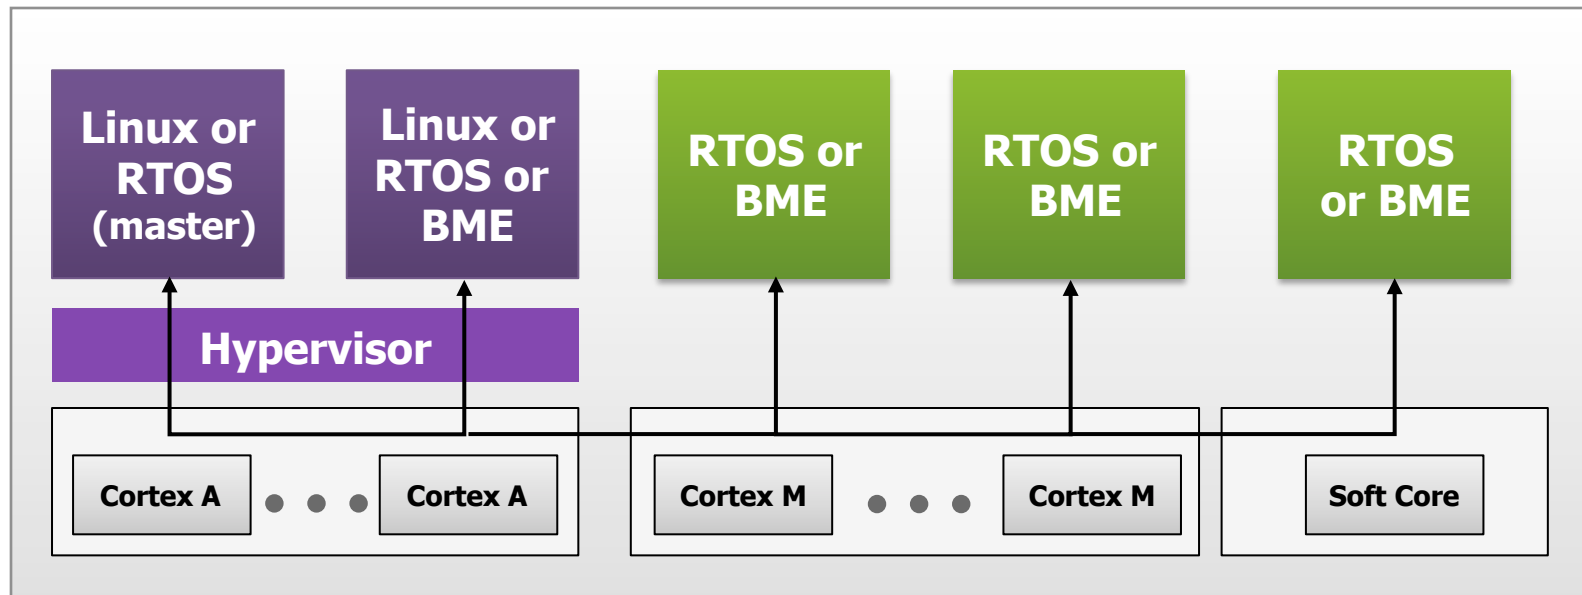 Linux or
RTOS
(master)
Linux or
RTOS or
BME
RTOS or
BME
RTOS or
BME
RTOS
or BME
Hypervisor
Cortex A
Cortex A
Cortex M
Cortex M
Soft Core